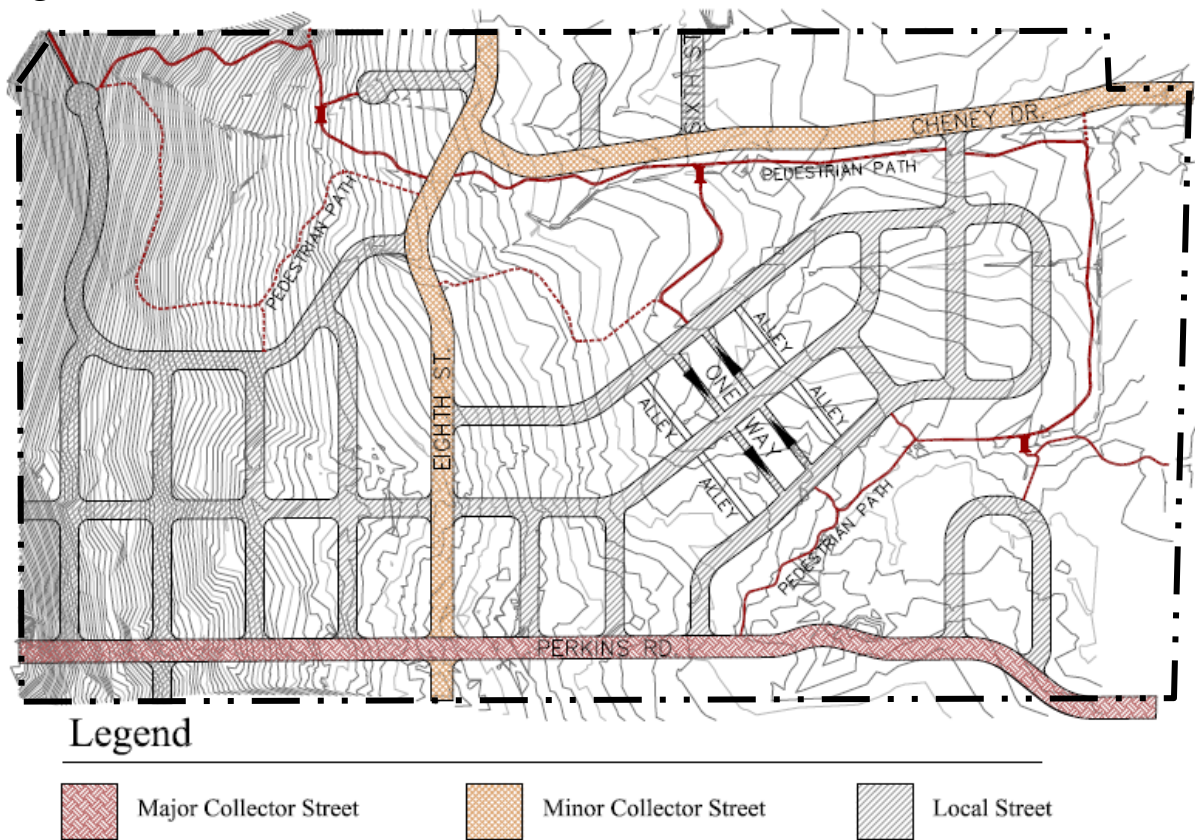 SIXTH ST
CHENEY DR.
PEDESTRIAN PATH
PEDESTRIAN PATH
ALLEY
ALLEY
ONE WAY
ALLEY
ALLEY
EIGHTH ST.
PEDESTRIAN PATH
PERKINS RD.
Legend
Major Collector Street
Minor Collector Street
Local Street